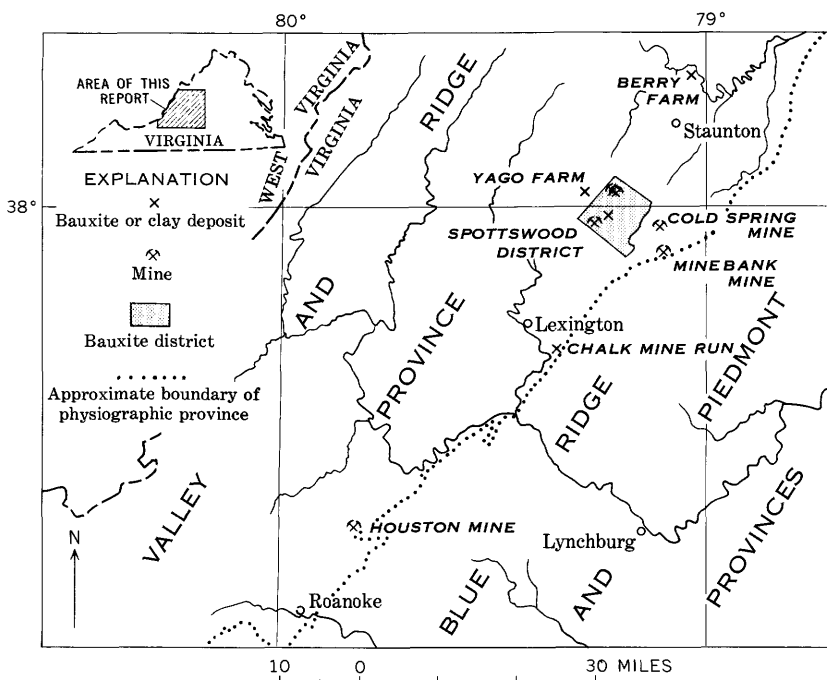 80°
79°
AREA OF THIS
REPORT
VIRGINIA
WEST VIRGINIA
VIRGINIA
EXPLANATION
Bauxite or clay deposit
Mine
Bauxite district
Approximate boundary of
physiographic province
38°
VALLEY
AND
RIDGE
PROVINCE
BERRY
FARM
Staunton
YAGO FARM
SPOTTSWOOD
DISTRICT
COLD SPRING
MINE
MINEBANK
MINE
Lexington
CHALK MINE RUN
BLUE
RIDGE
AND
PIEDMONT
PROVINCES
HOUSTON MINE
Lynchburg
Roanoke
N
10 0 30 MILES